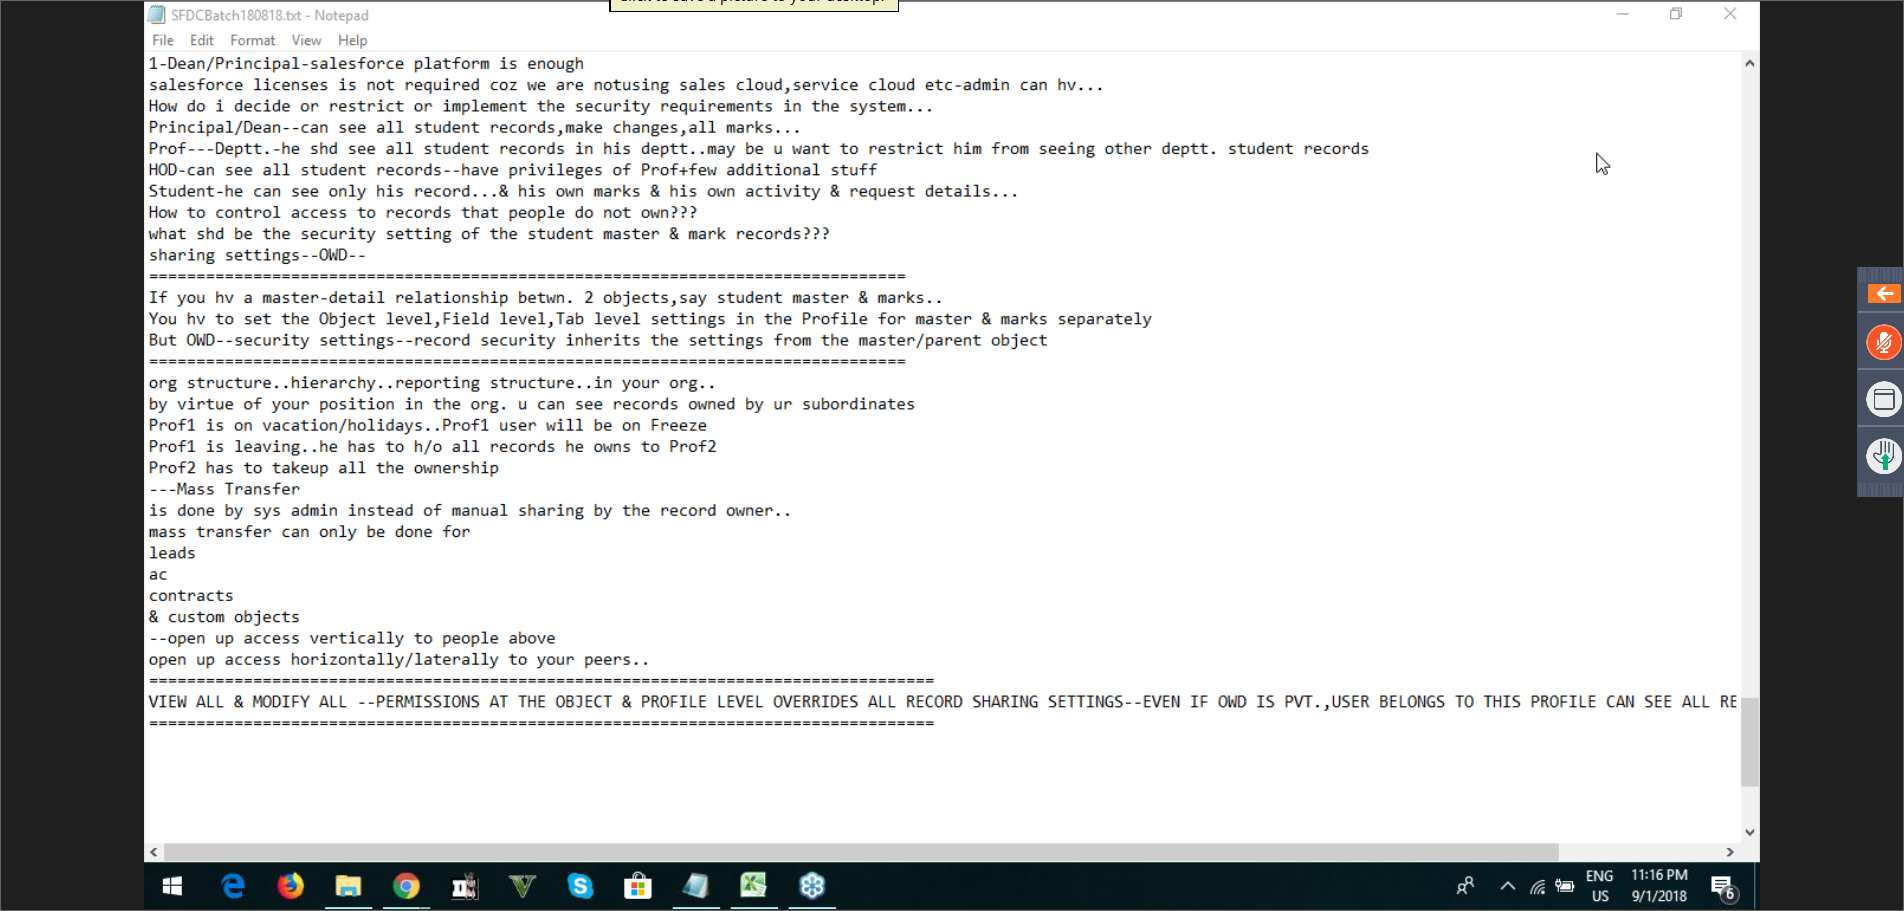 SFDCBatch180818.txt - Notepad
File Edit Format View Help
1-Dean/Principal-salesforce platform is enough
salesforce licenses is not required coz we are notusing sales cloud,service cloud etc-admin can hv...
How do i decide or restrict or implement the security requirements in the system...
Principal/Dean--can see all student records,make changes,all marks...
Prof---Deptt.-he shd see all student records in his deptt..may be u want to restrict him from seeing other deptt. student records
HOD-can see all student records--have privileges of Prof+few additional stuff
Student-he can see only his record...& his own marks & his own activity & request details...
How to control access to records that people do not own???
what shd be the security setting of the student master & mark records???
sharing settings--OWD--
================================================================================
If you hv a master-detail relationship betwn. 2 objects,say student master & marks..
You hv to set the Object level,Field level,Tab level settings in the Profile for master & marks separately
But OWD--security settings--record security inherits the settings from the master/parent object
================================================================================
org structure..hierarchy..reporting structure..in your org..
by virtue of your position in the org. u can see records owned by ur subordinates
Prof1 is on vacation/holidays..Prof1 user will be on Freeze
Prof1 is leaving..he has to h/o all records he owns to Prof2
Prof2 has to takeup all the ownership
---Mass Transfer
is done by sys admin instead of manual sharing by the record owner..
mass transfer can only be done for
leads
ac
contracts
& custom objects
--open up access vertically to people above
open up access horizontally/laterally to your peers..
===================================================================================
VIEW ALL & MODIFY ALL --PERMISSIONS AT THE OBJECT & PROFILE LEVEL OVERRIDES ALL RECORD SHARING SETTINGS--EVEN IF OWD IS PVT.,USER BELONGS TO THIS PROFILE CAN SEE ALL RE
===================================================================================
ENG 11:16 PM
US 9/1/2018 6